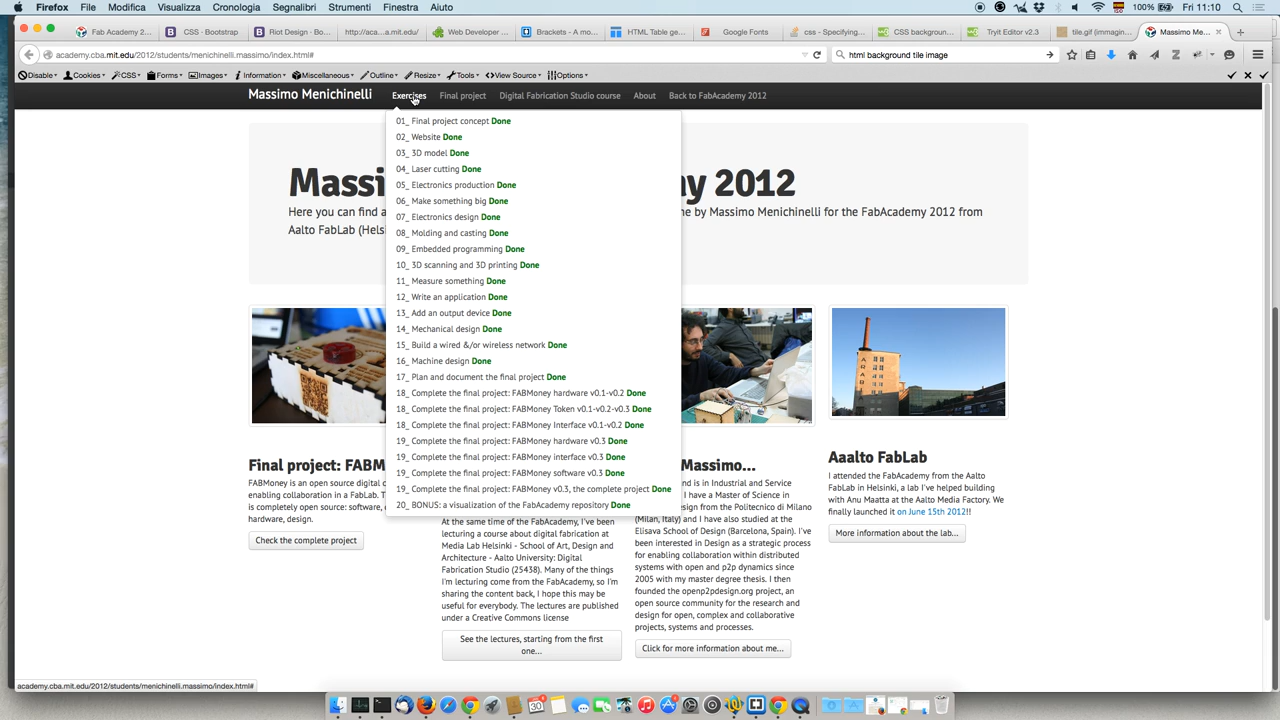 Firefox File Modifica Visualizza Cronologia Segnalibri Strumenti Finestra Aiuto 100% Fri 11:10
Fab Academy 2...
Web Developer
Bootstrap
Riot Design - Bo...
http://aca...a.mit.edu/
Web Developer ...
Brackets - A mo...
HTML Table ge...
Google Fonts
css - Specifying...
CSS backgroun...
Tryit Editor v2.3
tile.gif (immagin...
Massimo Me...
academy.cba.mit.edu/2012/students/menichinelli.massimo/index.html#
html background tile image
Disable Cookies CSS Forms Images Information Miscellaneous Outline Resize Tools View Source Options
Massimo Menichinelli Exercises Final project Digital Fabrication Studio course About Back to FabAcademy 2012
01_ Final project concept Done
02_ Website Done
03_ 3D model Done
04_ Laser cutting Done
05_ Electronics production Done
06_ Make something big Done
07_ Electronics design Done
08_ Molding and casting Done
09_ Embedded programming Done
10_ 3D scanning and 3D printing Done
11_ Measure something Done
12_ Write an application Done
13_ Add an output device Done
14_ Mechanical design Done
15_ Build a wired &/or wireless network Done
16_ Machine design Done
17_ Plan and document the final project Done
18_ Complete the final project: FABMoney hardware v0.1-v0.2 Done
18_ Complete the final project: FABMoney Token v0.1-v0.2-v0.3 Done
18_ Complete the final project: FABMoney Interface v0.1-v0.2 Done
19_ Complete the final project: FABMoney hardware v0.3 Done
19_ Complete the final project: FABMoney interface v0.3 Done
19_ Complete the final project: FABMoney software v0.3 Done
19_ Complete the final project: FABMoney v0.3, the complete project Done
20_ BONUS: a visualization of the FabAcademy repository Done
Massi my 2012
Here you can find a ne by Massimo Menichinelli for the FabAcademy 2012 from
Aalto FabLab (Hels
Final project: FABM
FABMoney is an open source digital c
enabling collaboration in a FabLab. T
is completely open source: software,
hardware, design.
Check the complete project
At the same time of the FabAcademy, I've
been
lecturing a course about digital fabrication at
Media Lab Helsinki - School of Art, Design and
Architecture - Aalto University: Digital
Fabrication Studio (25438). Many of the things
I'm lecturing come from the FabAcademy, so I'm
sharing the content back, I hope this may be
useful for everybody. The lectures are published
under a Creative Commons license
See the lectures, starting from the first
one...
Massimo...
nd is in Industrial and Service
I have a Master of Science in
esign from the Politecnico di Milano
(Milan, Italy) and I have also studied at the
Elisava School of Design (Barcelona, Spain). I've
been interested in Design as a strategic process
for enabling collaboration within distributed
systems with open and p2p dynamics since
2005 with my master degree thesis. I then
founded the openp2pdesign.org project, an
open source community for the research and
design for open, complex and collaborative
projects, systems and processes.
Click for more information about me...
Aaalto FabLab
I attended the FabAcademy from the Aalto
FabLab in Helsinki, a lab I've helped building
with Anu Maatta at the Aalto Media Factory. We
finally launched it on June 15th 2012!!
More information about the lab...
academy.cba.mit.edu/2012/students/menichinelli.massimo/index.html#
30